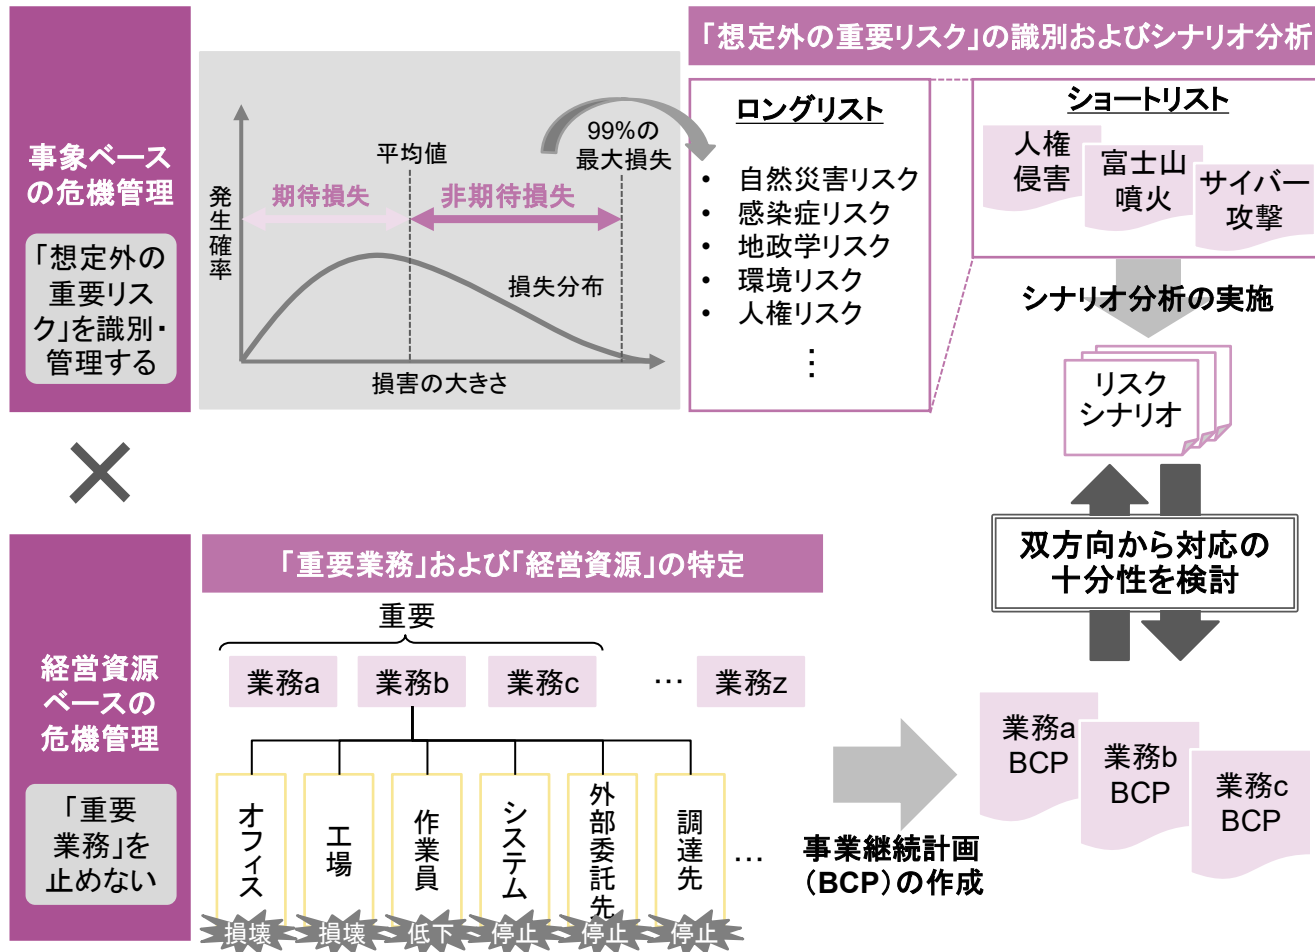 事象ベース
の危機管理
「想定外の
重要リス
ク」を識別・
管理する
発生確率
期待損失
平均値
非期待損失
99%の
最大損失
損失分布
損害の大きさ
「想定外の重要リスク」の識別およびシナリオ分析
ロングリスト
• 自然災害リスク
• 感染症リスク
• 地政学リスク
• 環境リスク
• 人権リスク
⋮
ショートリスト
人権
侵害
富士山
噴火
サイバー
攻撃
シナリオ分析の実施
リスク
シナリオ
双方向から対応の
十分性を検討
×
経営資源
ベースの
危機管理
「重要
業務」を
止めない
「重要業務」および「経営資源」の特定
重要
業務a
業務b
業務c
…
業務z
オフィス
工場
作業員
システム
外部委託先
調達先
…
損壊
損壊
低下
停止
停止
停止
事業継続計画
(BCP)の作成
業務a
BCP
業務b
BCP
業務c
BCP